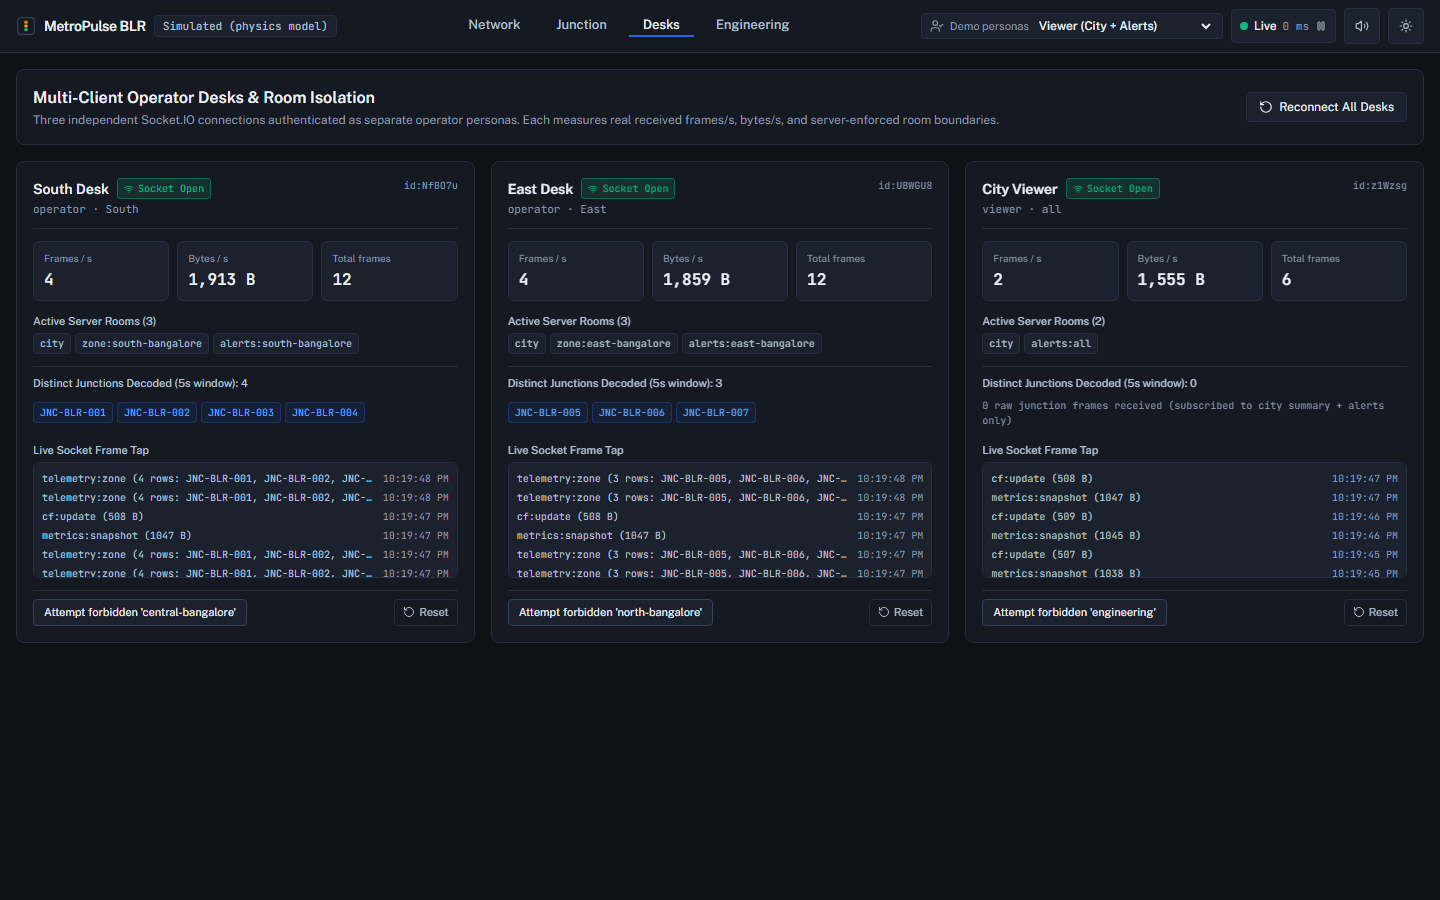 MetroPulse BLR Simulated (physics model) Network Junction Desks Engineering Demo personas Viewer (City + Alerts) Live 0 ms
Multi-Client Operator Desks & Room Isolation
Three independent Socket.IO connections authenticated as separate operator personas. Each measures real received frames/s, bytes/s, and server-enforced room boundaries.
Reconnect All Desks
South Desk Socket Open id:NfBO7u
operator · South
Frames / s Bytes / s Total frames
4 1,913 B 12
Active Server Rooms (3)
city zone:south-bangalore alerts:south-bangalore
Distinct Junctions Decoded (5s window): 4
JNC-BLR-001 JNC-BLR-002 JNC-BLR-003 JNC-BLR-004
Live Socket Frame Tap
telemetry:zone (4 rows: JNC-BLR-001, JNC-BLR-002, JNC-… 10:19:48 PM
telemetry:zone (4 rows: JNC-BLR-001, JNC-BLR-002, JNC-… 10:19:48 PM
cf:update (508 B) 10:19:47 PM
metrics:snapshot (1047 B) 10:19:47 PM
telemetry:zone (4 rows: JNC-BLR-001, JNC-BLR-002, JNC-… 10:19:47 PM
telemetry:zone (4 rows: JNC-BLR-001, JNC-BLR-002, JNC-… 10:19:47 PM
Attempt forbidden 'central-bangalore' Reset
East Desk Socket Open id:UBWGU8
operator · East
Frames / s Bytes / s Total frames
4 1,859 B 12
Active Server Rooms (3)
city zone:east-bangalore alerts:east-bangalore
Distinct Junctions Decoded (5s window): 3
JNC-BLR-005 JNC-BLR-006 JNC-BLR-007
Live Socket Frame Tap
telemetry:zone (3 rows: JNC-BLR-005, JNC-BLR-006, JNC-… 10:19:48 PM
telemetry:zone (3 rows: JNC-BLR-005, JNC-BLR-006, JNC-… 10:19:48 PM
cf:update (508 B) 10:19:47 PM
metrics:snapshot (1047 B) 10:19:47 PM
telemetry:zone (3 rows: JNC-BLR-005, JNC-BLR-006, JNC-… 10:19:47 PM
telemetry:zone (3 rows: JNC-BLR-005, JNC-BLR-006, JNC-… 10:19:47 PM
Attempt forbidden 'north-bangalore' Reset
City Viewer Socket Open id:z1Wzsg
viewer · all
Frames / s Bytes / s Total frames
2 1,555 B 6
Active Server Rooms (2)
city alerts:all
Distinct Junctions Decoded (5s window): 0
0 raw junction frames received (subscribed to city summary + alerts
only)
Live Socket Frame Tap
cf:update (508 B) 10:19:47 PM
metrics:snapshot (1047 B) 10:19:47 PM
cf:update (509 B) 10:19:46 PM
metrics:snapshot (1045 B) 10:19:46 PM
cf:update (507 B) 10:19:45 PM
metrics:snapshot (1038 B) 10:19:45 PM
Attempt forbidden 'engineering' Reset